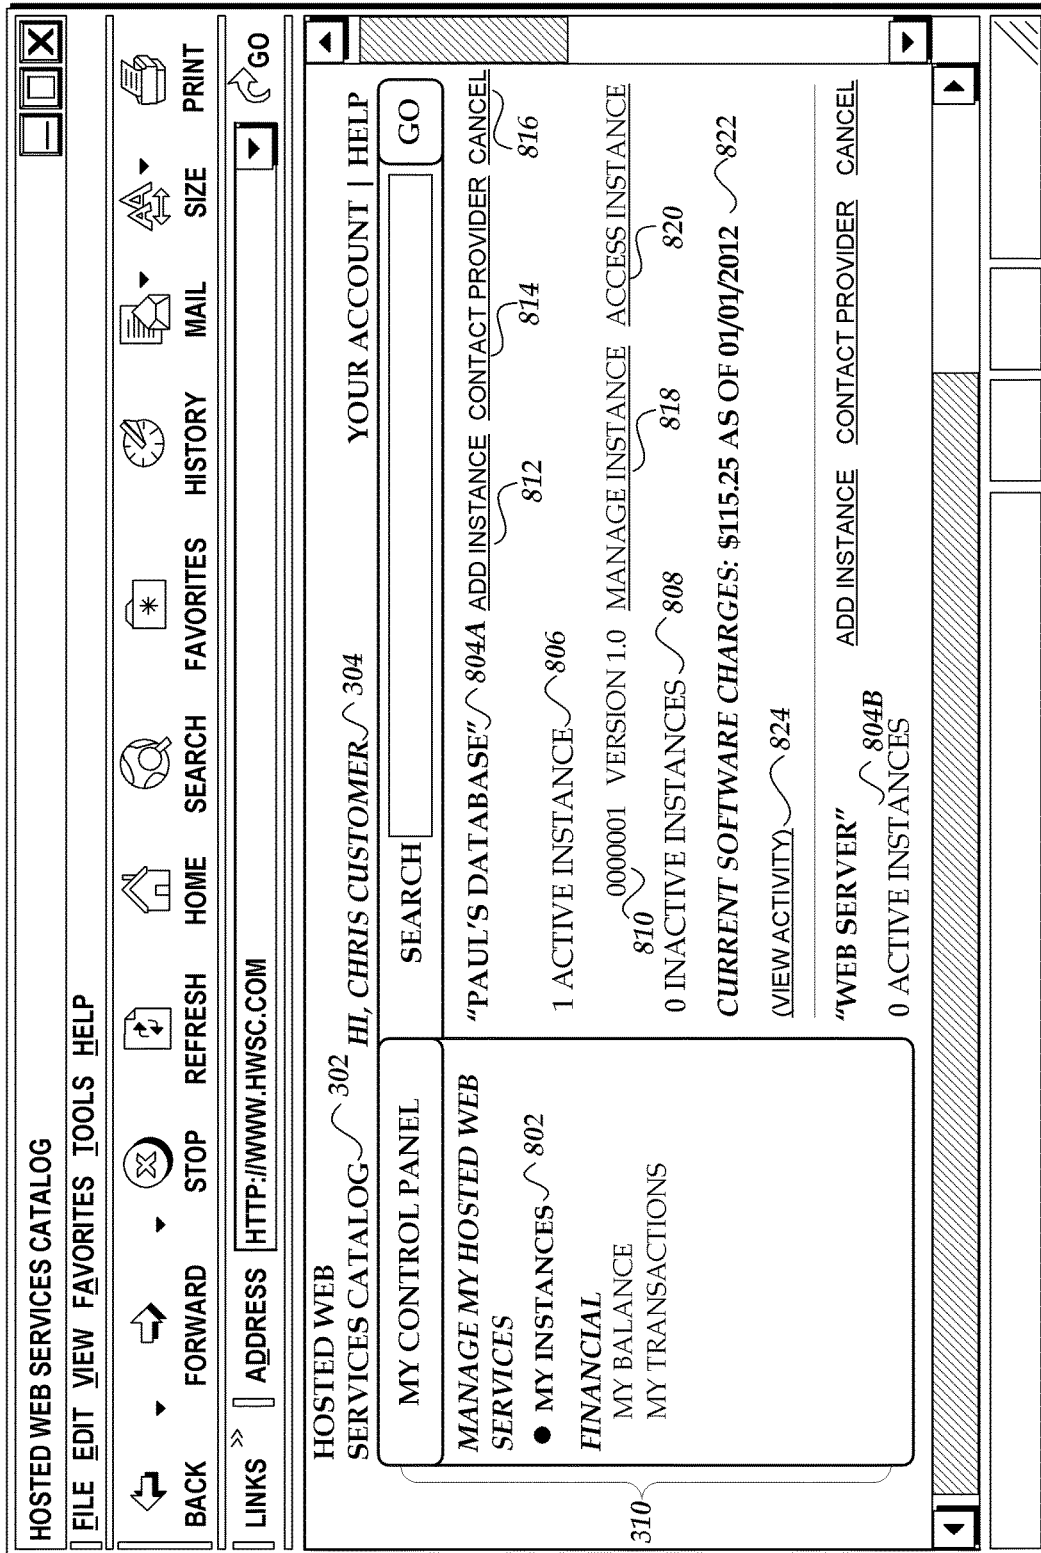 HOSTED WEB SERVICES CATALOG
FILE EDIT VIEW FAVORITES TOOLS HELP
BACK FORWARD STOP REFRESH HOME SEARCH FAVORITES HISTORY MAIL SIZE PRINT
LINKS » ADDRESS HTTP://WWW.HWSC.COM GO
HOSTED WEB
SERVICES CATALOG 302 HI, CHRIS CUSTOMER 304 YOUR ACCOUNT | HELP
MY CONTROL PANEL SEARCH GO
MANAGE MY HOSTED WEB
SERVICES
● MY INSTANCES 802
FINANCIAL
MY BALANCE
MY TRANSACTIONS
310
"PAUL'S DATABASE" 804A ADD INSTANCE CONTACT PROVIDER CANCEL
812 814 816
1 ACTIVE INSTANCE 806
0000001 VERSION 1.0 MANAGE INSTANCE ACCESS INSTANCE
810 818 820
0 INACTIVE INSTANCES 808
CURRENT SOFTWARE CHARGES: $115.25 AS OF 01/01/2012 822
(VIEW ACTIVITY) 824
"WEB SERVER" ADD INSTANCE CONTACT PROVIDER CANCEL
804B
0 ACTIVE INSTANCES